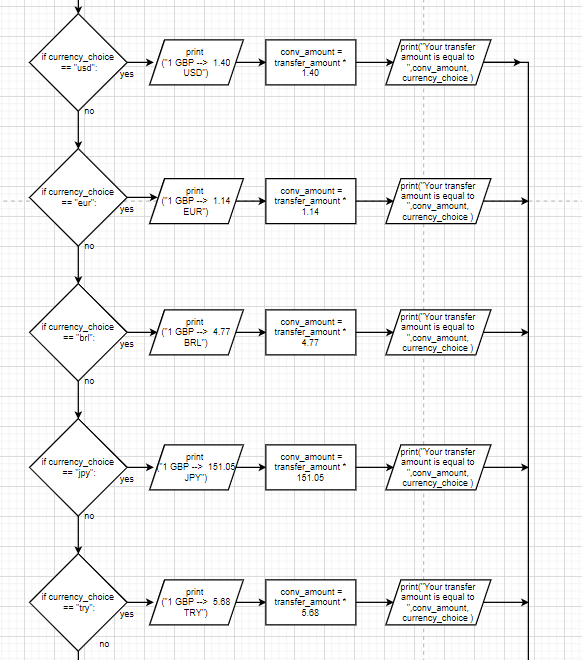 if currency_choice
== "usd":
yes
print
("1 GBP --> 1.40
USD")
conv_amount =
transfer_amount *
1.40
print("Your transfer
amount is equal to
",conv_amount,
currency_choice )
no
if currency_choice
== "eur":
yes
print
("1 GBP --> 1.14
EUR")
conv_amount =
transfer_amount *
1.14
print("Your transfer
amount is equal to
",conv_amount,
currency_choice )
no
if currency_choice
== "brl":
yes
print
("1 GBP --> 4.77
BRL")
conv_amount =
transfer_amount *
4.77
print("Your transfer
amount is equal to
",conv_amount,
currency_choice )
no
if currency_choice
== "jpy":
yes
print
("1 GBP --> 151.05
JPY")
conv_amount =
transfer_amount *
151.05
print("Your transfer
amount is equal to
",conv_amount,
currency_choice )
no
if currency_choice
== "try":
yes
print
("1 GBP --> 5.68
TRY")
conv_amount =
transfer_amount *
5.68
print("Your transfer
amount is equal to
",conv_amount,
currency_choice )
no